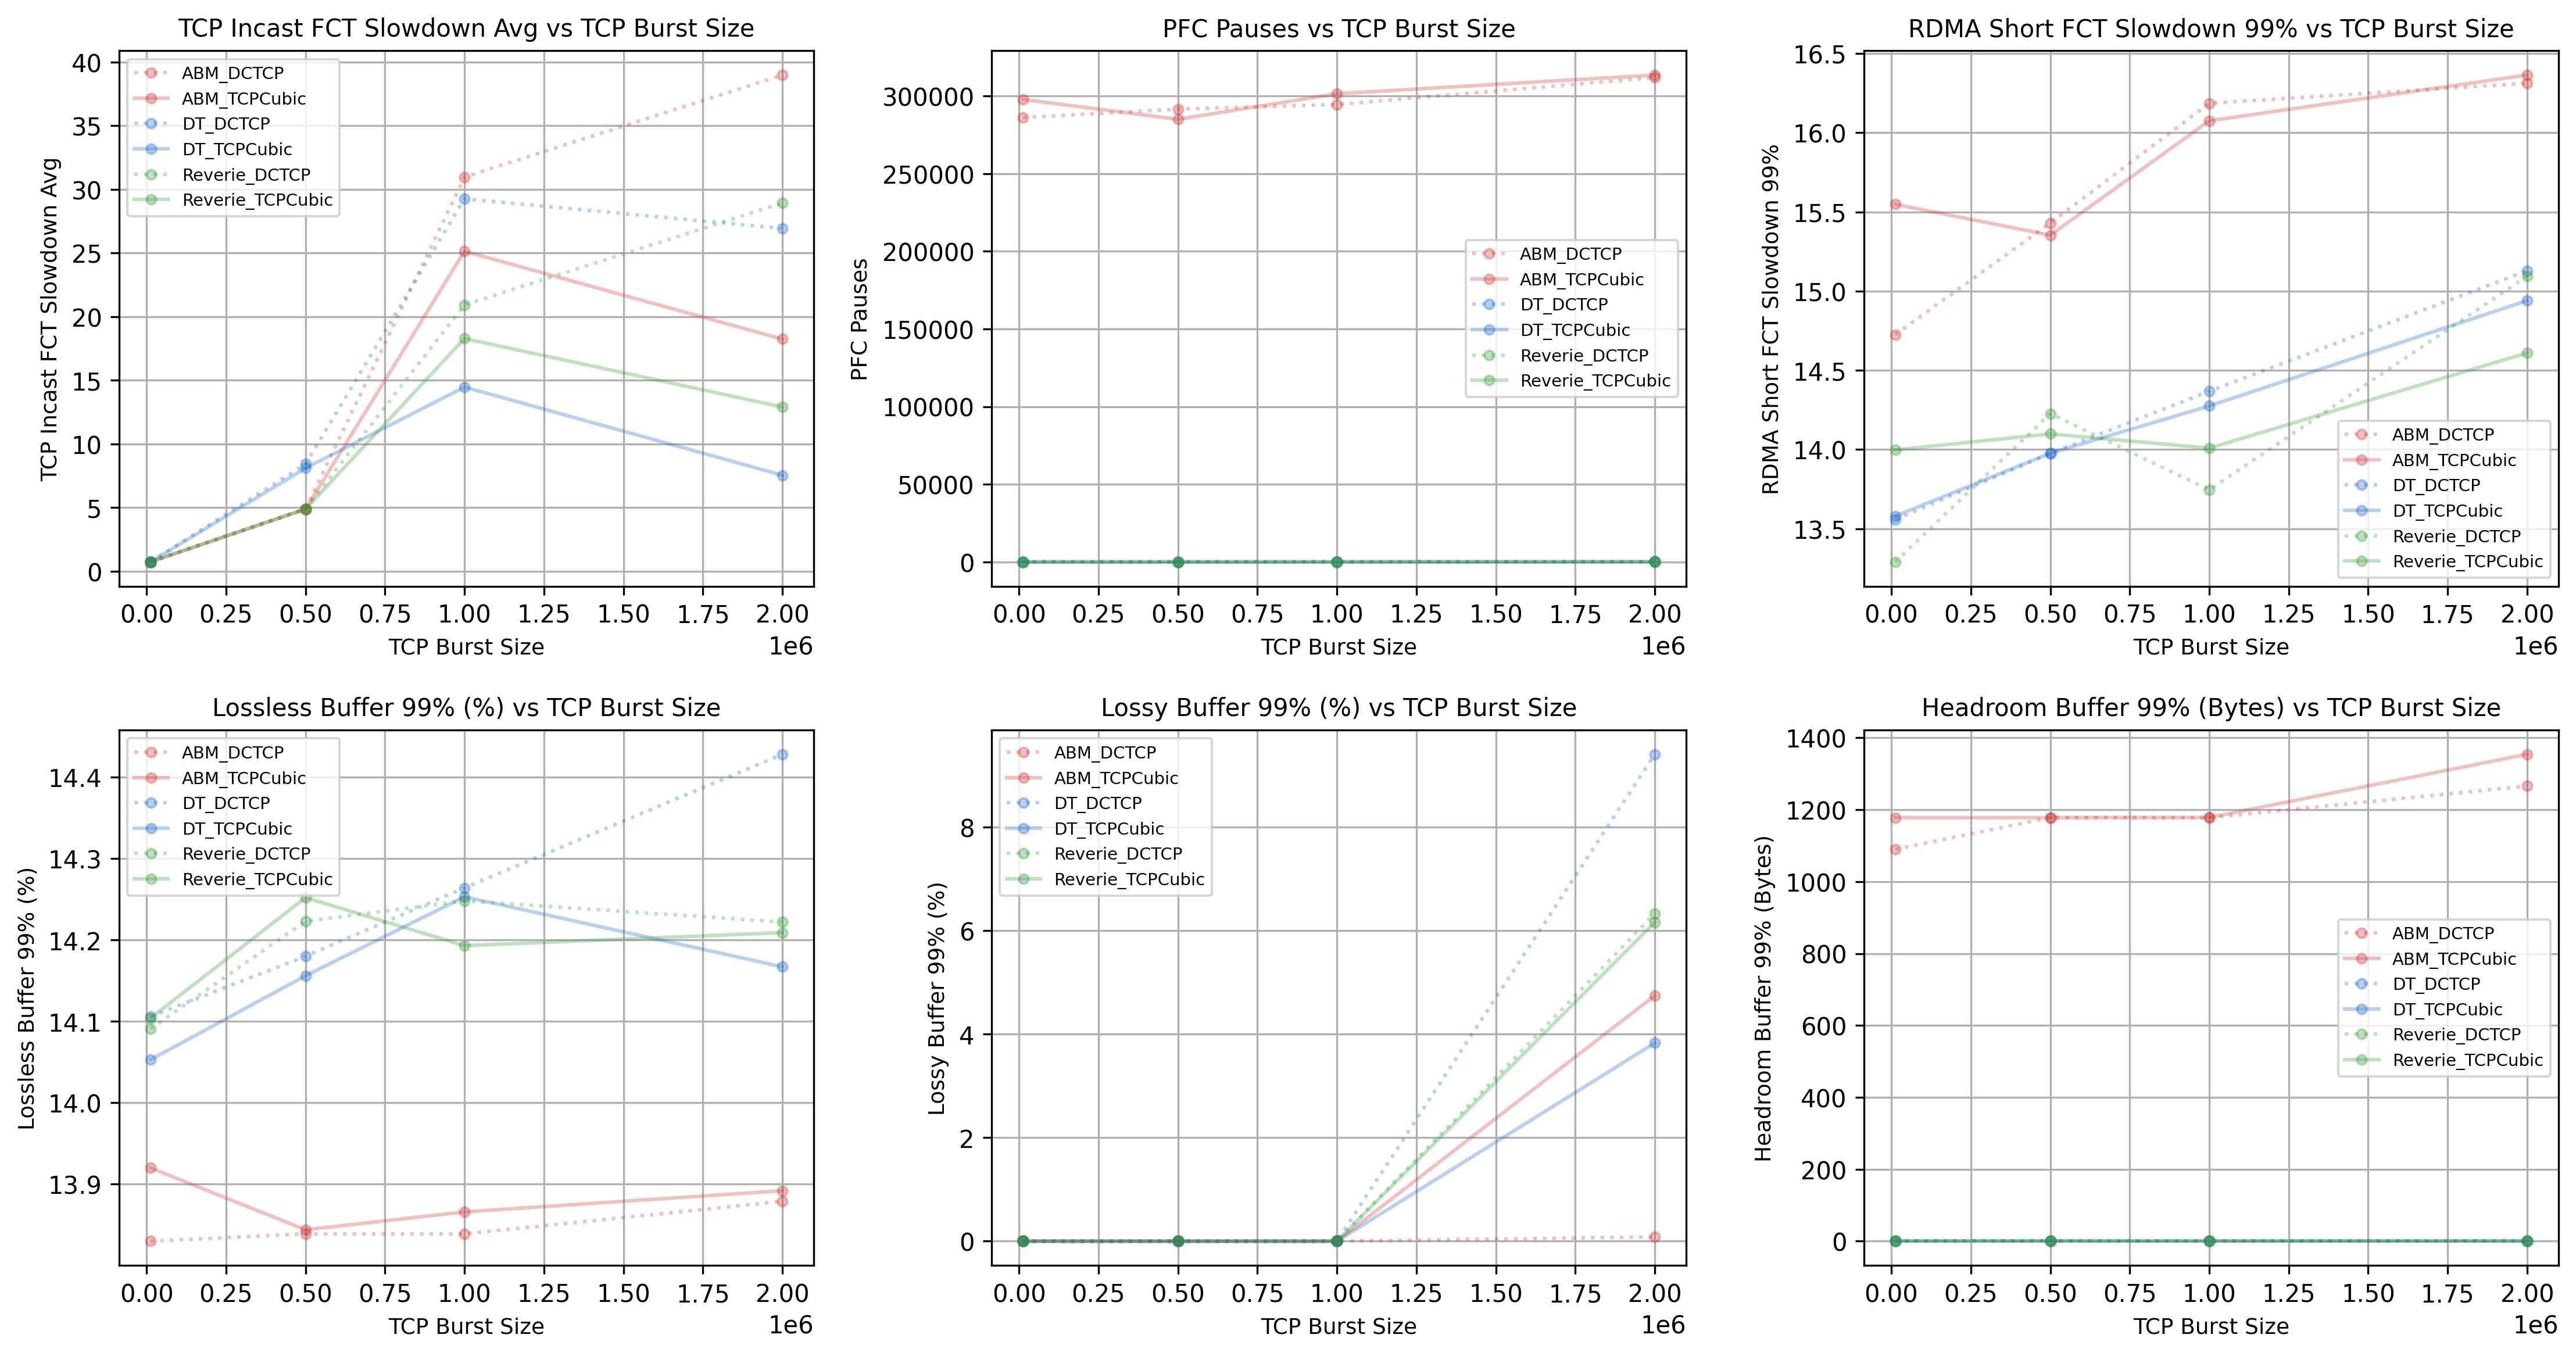 TCP Incast FCT Slowdown Avg vs TCP Burst Size
TCP Incast FCT Slowdown Avg
40
35
30
25
20
15
10
5
0
ABM_DCTCP
ABM_TCPCubic
DT_DCTCP
DT_TCPCubic
Reverie_DCTCP
Reverie_TCPCubic
0.00 0.25 0.50 0.75 1.00 1.25 1.50 1.75 2.00
TCP Burst Size
1e6
PFC Pauses vs TCP Burst Size
PFC Pauses
300000
250000
200000
150000
100000
50000
0
ABM_DCTCP
ABM_TCPCubic
DT_DCTCP
DT_TCPCubic
Reverie_DCTCP
Reverie_TCPCubic
0.00 0.25 0.50 0.75 1.00 1.25 1.50 1.75 2.00
TCP Burst Size
1e6
RDMA Short FCT Slowdown 99% vs TCP Burst Size
RDMA Short FCT Slowdown 99%
16.5
16.0
15.5
15.0
14.5
14.0
13.5
ABM_DCTCP
ABM_TCPCubic
DT_DCTCP
DT_TCPCubic
Reverie_DCTCP
Reverie_TCPCubic
0.00 0.25 0.50 0.75 1.00 1.25 1.50 1.75 2.00
TCP Burst Size
1e6
Lossless Buffer 99% (%) vs TCP Burst Size
Lossless Buffer 99% (%)
14.4
14.3
14.2
14.1
14.0
13.9
ABM_DCTCP
ABM_TCPCubic
DT_DCTCP
DT_TCPCubic
Reverie_DCTCP
Reverie_TCPCubic
0.00 0.25 0.50 0.75 1.00 1.25 1.50 1.75 2.00
TCP Burst Size
1e6
Lossy Buffer 99% (%) vs TCP Burst Size
Lossy Buffer 99% (%)
8
6
4
2
0
ABM_DCTCP
ABM_TCPCubic
DT_DCTCP
DT_TCPCubic
Reverie_DCTCP
Reverie_TCPCubic
0.00 0.25 0.50 0.75 1.00 1.25 1.50 1.75 2.00
TCP Burst Size
1e6
Headroom Buffer 99% (Bytes) vs TCP Burst Size
Headroom Buffer 99% (Bytes)
1400
1200
1000
800
600
400
200
0
ABM_DCTCP
ABM_TCPCubic
DT_DCTCP
DT_TCPCubic
Reverie_DCTCP
Reverie_TCPCubic
0.00 0.25 0.50 0.75 1.00 1.25 1.50 1.75 2.00
TCP Burst Size
1e6